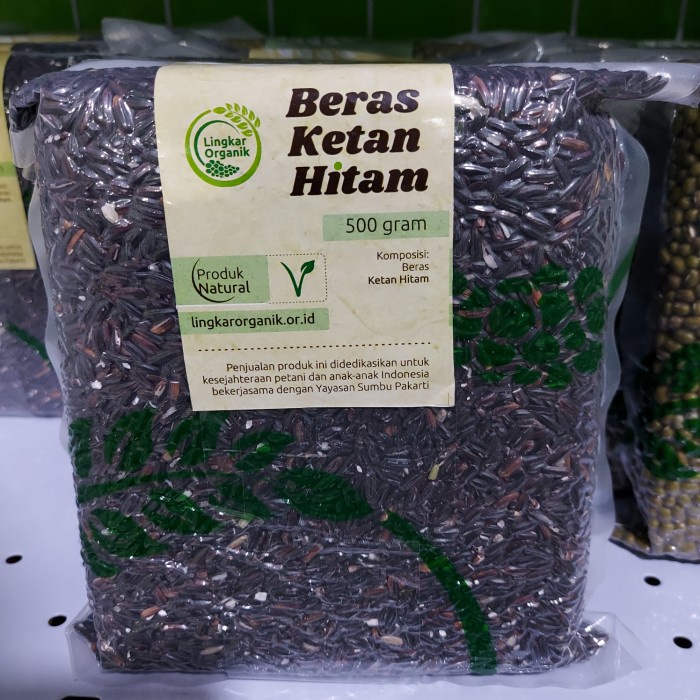 Lingkar
Organik
Beras
Ketan
Hitam
500 gram
Komposisi:
Beras
Ketan Hitam
Produk
Natural
lingkarorganik.or.id
Penjualan produk ini didedikasikan untuk
kesejahteraan petani dan anak-anak Indonesia
bekerjasama dengan Yayasan Sumbu Pakarti